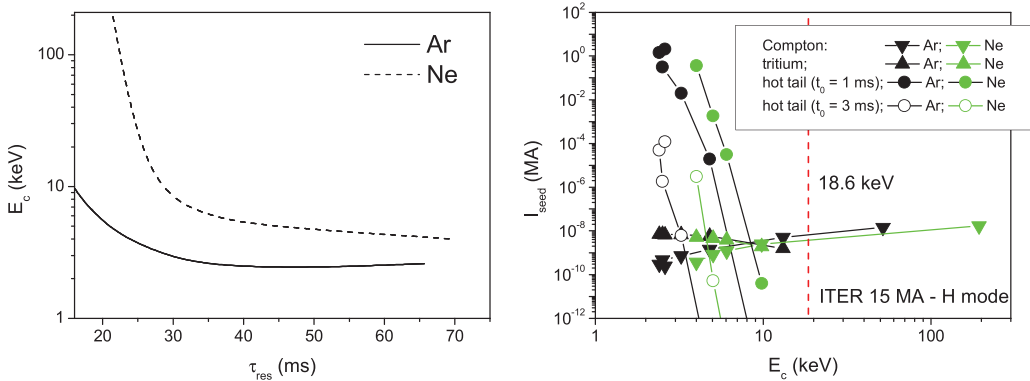 100
10
1
E_c (keV)
Ar
Ne
20 30 40 50 60 70
τ_res (ms)
10^2
10^0
10^-2
10^-4
10^-6
10^-8
10^-10
10^-12
I_seed (MA)
Compton: Ar; Ne
tritium; Ar; Ne
hot tail (t_0 = 1 ms); Ar; Ne
hot tail (t_0 = 3 ms); Ar; Ne
18.6 keV
ITER 15 MA - H mode
1 10 100
E_c (keV)